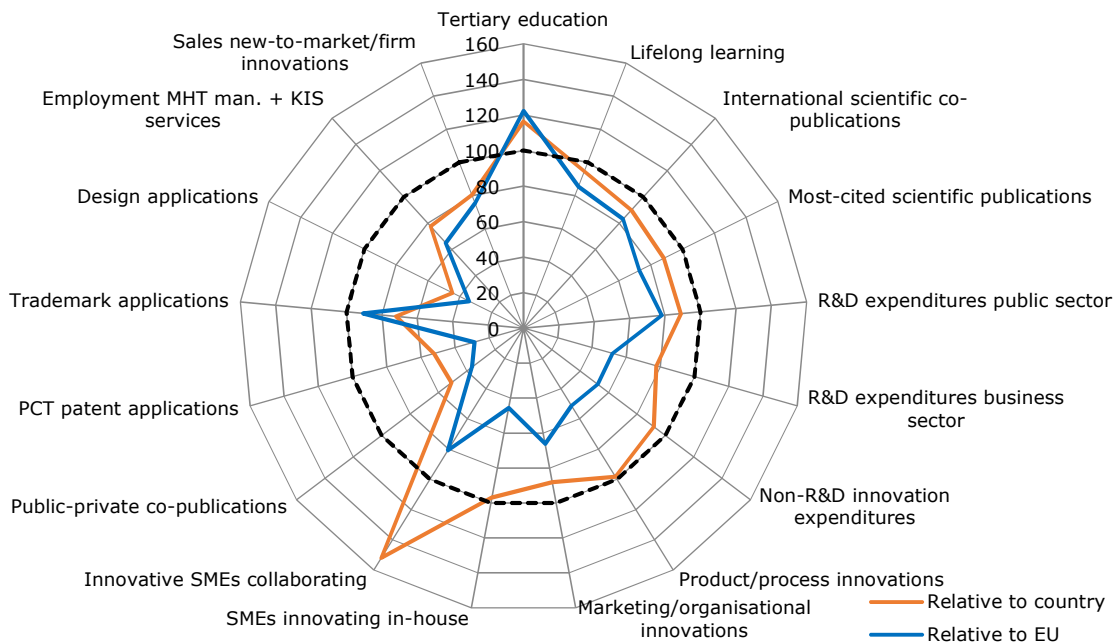 Tertiary education
Sales new-to-market/firm
innovations
Lifelong learning
Employment MHT man. + KIS
services
International scientific co-
publications
Design applications
Most-cited scientific publications
Trademark applications
R&D expenditures public sector
PCT patent applications
R&D expenditures business
sector
Public-private co-publications
Non-R&D innovation
expenditures
Innovative SMEs collaborating
Product/process innovations
SMEs innovating in-house
Marketing/organisational
innovations
160
140
120
100
80
60
40
20
0
Relative to country
Relative to EU